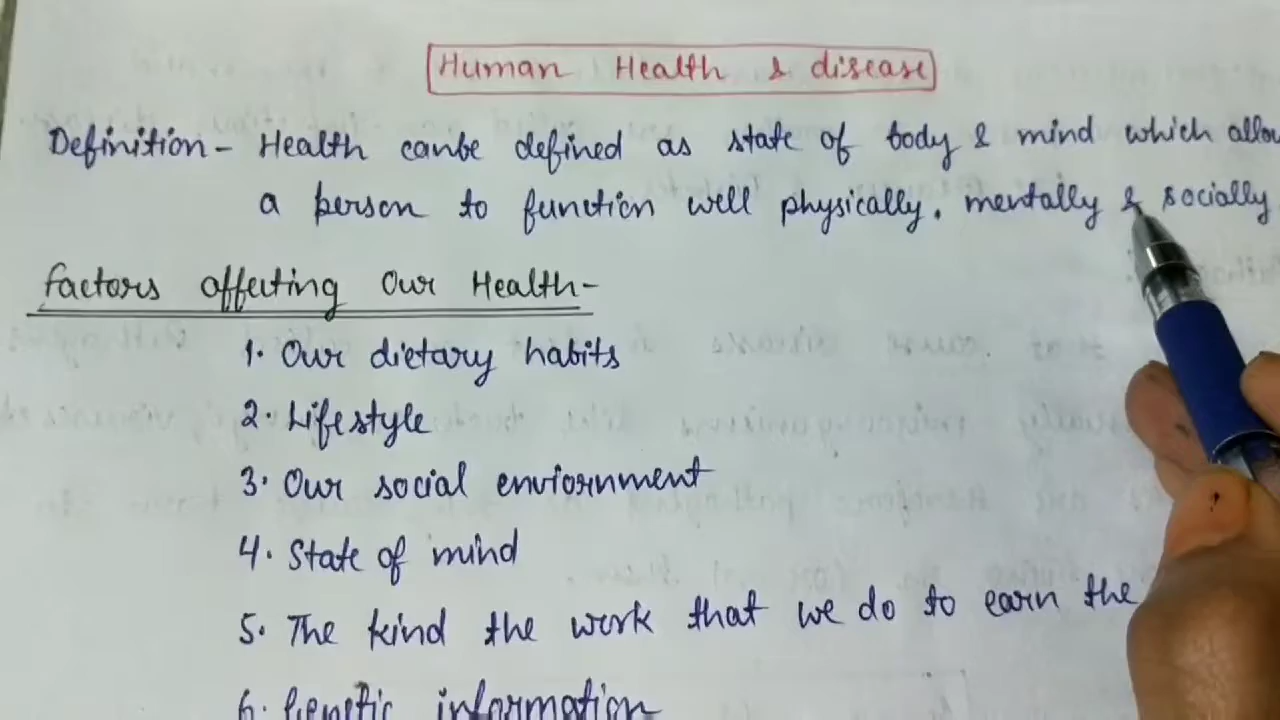 Human Health & disease
Definition- Health canbe defined as state of body & mind which allow
a person to function well physically, mentally & socially
factors affecting Our Health-
1. Our dietary habits
2. Lifestyle
3. Our social enviornment
4. State of mind
5. The kind the work that we do to earn the
6. Genetic information